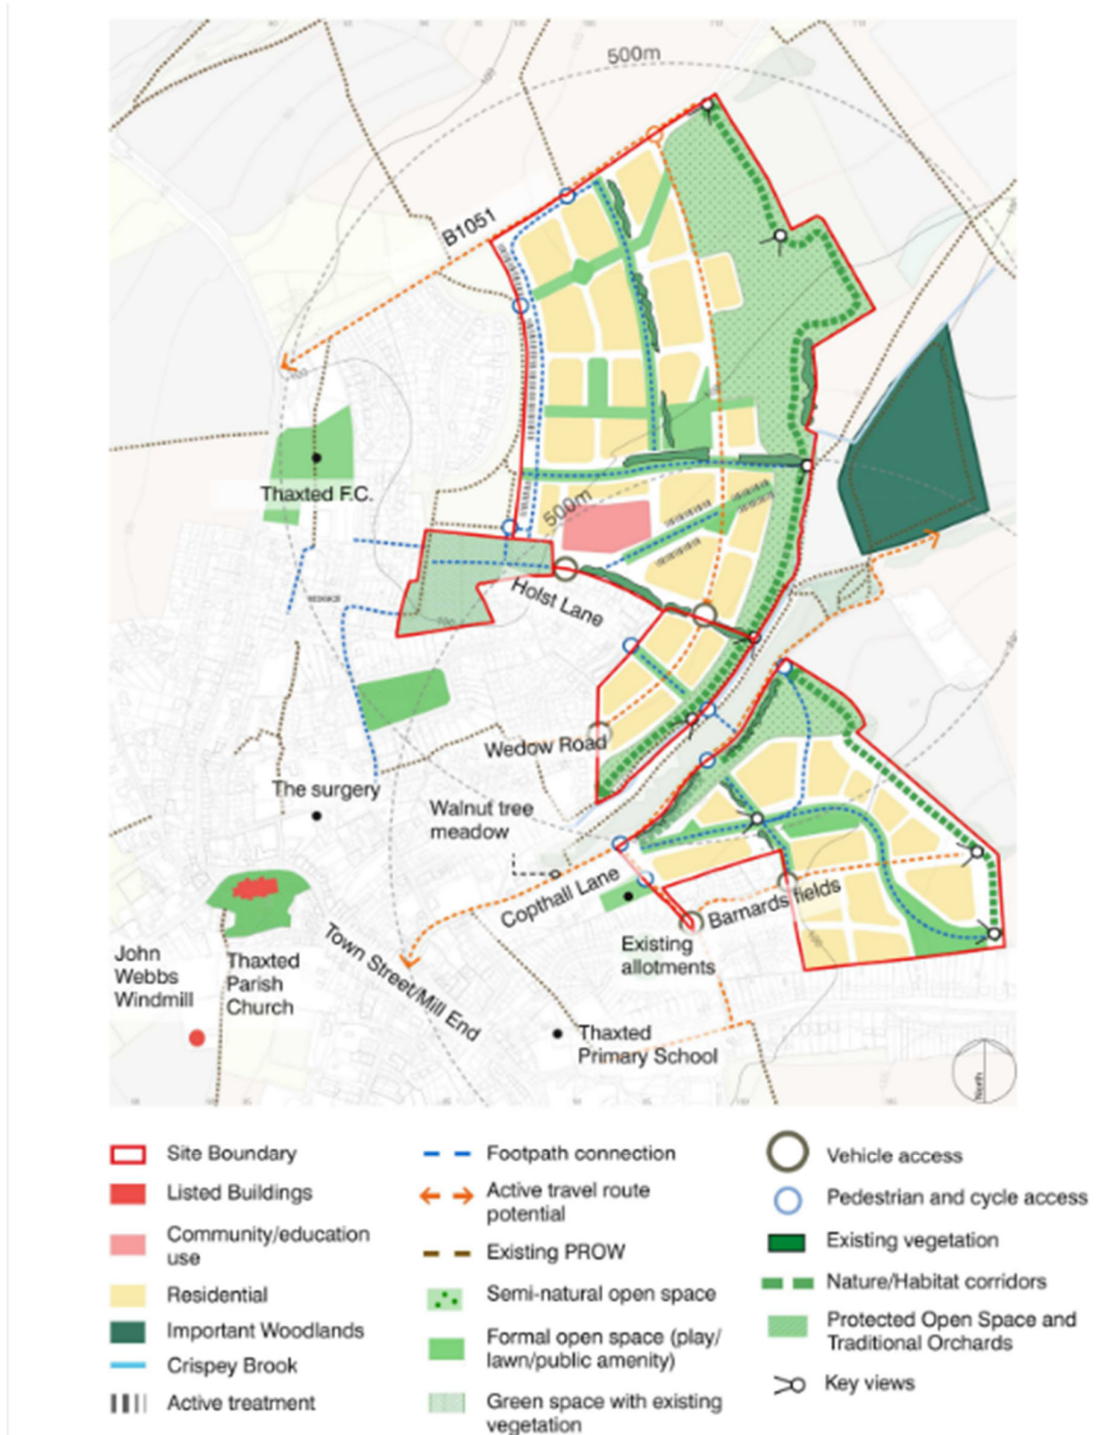 500m
B1051
Thaxted F.C.
500m
Holst Lane
Wedow Road
The surgery
Walnut tree
meadow
Copthall Lane
Barnards fields
Existing
allotments
John
Webbs
Windmill
Thaxted
Parish
Church
Town Street/Mill End
Thaxted
Primary School
North
Site Boundary
Listed Buildings
Community/education
use
Residential
Important Woodlands
Crispey Brook
Active treatment
Footpath connection
Active travel route
potential
Existing PROW
Semi-natural open space
Formal open space (play/
lawn/public amenity)
Green space with existing
vegetation
Vehicle access
Pedestrian and cycle access
Existing vegetation
Nature/Habitat corridors
Protected Open Space and
Traditional Orchards
Key views